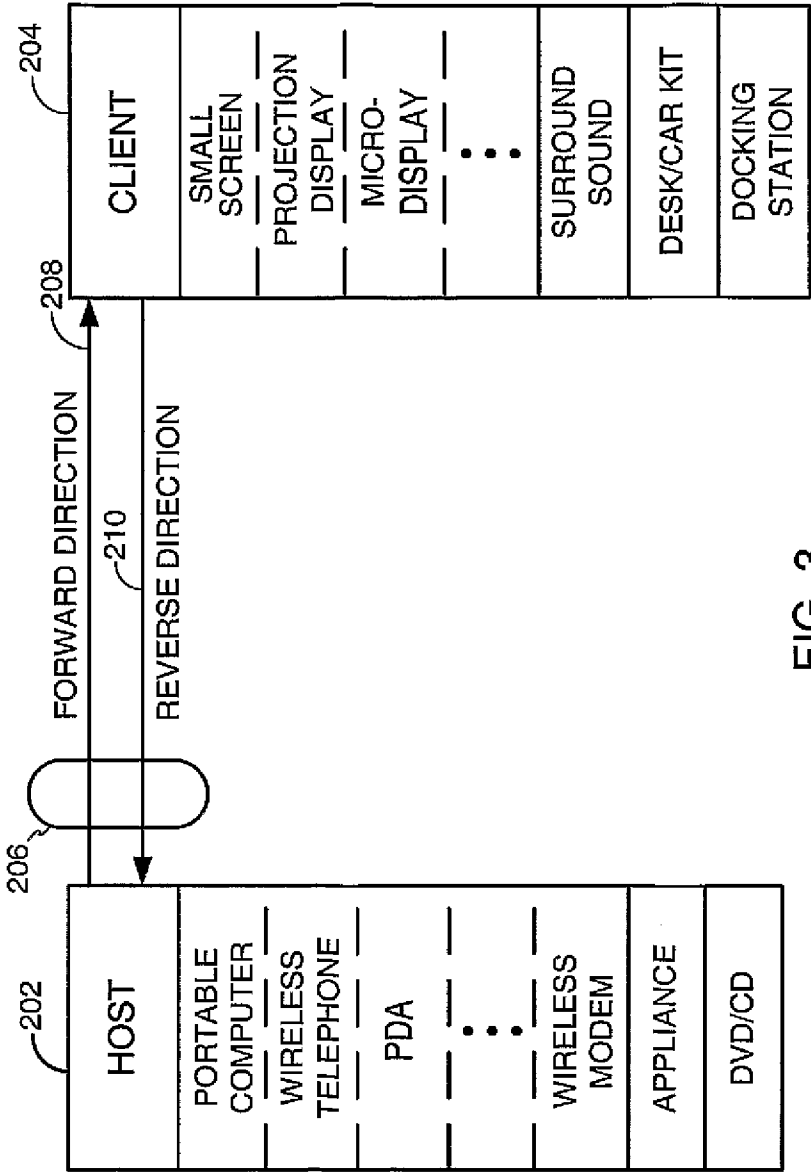 202
HOST
PORTABLE
COMPUTER
WIRELESS
TELEPHONE
PDA
•••
WIRELESS
MODEM
APPLIANCE
DVD/CD
206
FORWARD DIRECTION
208
210
REVERSE DIRECTION
204
CLIENT
SMALL
SCREEN
PROJECTION
DISPLAY
MICRO-
DISPLAY
•••
SURROUND
SOUND
DESK/CAR KIT
DOCKING
STATION
FIG. 3